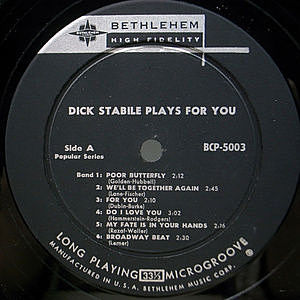 BETHLEHEM
HIGH FIDELITY
DICK STABILE PLAYS FOR YOU
Side A
Popular Series
BCP-5003
Band 1: POOR BUTTERFLY 2:12
(Golden-Hubbell)
2: WE'LL BE TOGETHER AGAIN 2:45
(Lane-Fischer)
3: FOR YOU 2:10
(Dubin-Burke)
4: DO I LOVE YOU 3:02
(Hammerstein-Rodgers)
5: MY FATE IS IN YOUR HANDS 2:16
(Razaf-Weller)
6: BROADWAY BEAT 2:30
(Lerner)
LONG PLAYING 33⅓ MICROGROOVE
MANUFACTURED IN U.S.A. BETHLEHEM MUSIC CORP.